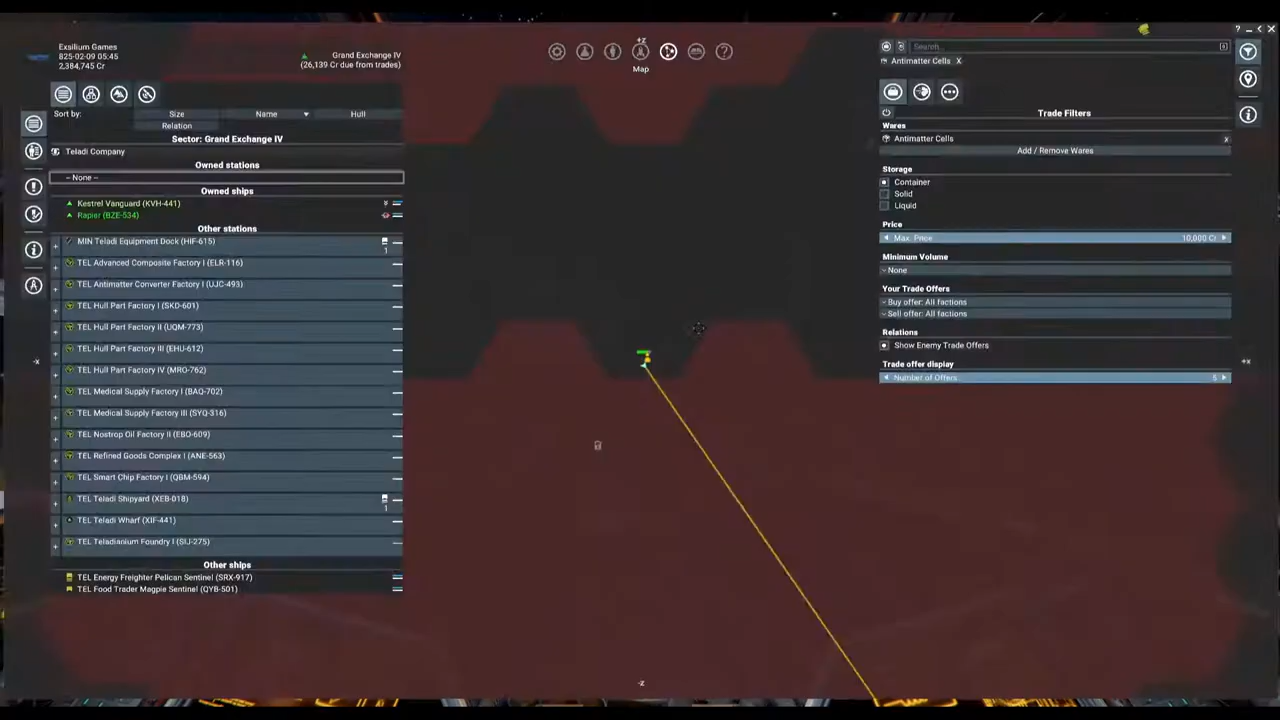 Exsilium Games
825-02-09 05:45
2,384,745 Cr
Grand Exchange IV
(26,139 Cr due from trades)
+Z
Map
? X
Search...
Antimatter Cells X
Sort by: Size Name Hull
Relation
Sector: Grand Exchange IV
Teladi Company
Owned stations
-- None --
Owned ships
Kestrel Vanguard (KVH-441)
Rapier (BZE-534)
Other stations
MIN Teladi Equipment Dock (HIF-615)
1
TEL Advanced Composite Factory I (ELR-116)
TEL Antimatter Converter Factory I (UJC-493)
TEL Hull Part Factory I (SKD-601)
TEL Hull Part Factory II (UQM-773)
TEL Hull Part Factory III (EHU-612)
TEL Hull Part Factory IV (MRO-762)
TEL Medical Supply Factory I (BAQ-702)
TEL Medical Supply Factory III (SYQ-316)
TEL Nostrop Oil Factory II (EBO-609)
TEL Refined Goods Complex I (ANE-563)
TEL Smart Chip Factory I (QBM-594)
TEL Teladi Shipyard (XEB-018)
1
TEL Teladi Wharf (XIF-441)
TEL Teladianium Foundry I (SIJ-275)
Other ships
TEL Energy Freighter Pelican Sentinel (SRX-917)
TEL Food Trader Magpie Sentinel (QYB-501)
-X
+X
-Z
Trade Filters
Wares
Antimatter Cells x
Add / Remove Wares
Storage
Container
Solid
Liquid
Price
Max. Price 10,000 Cr
Minimum Volume
None
Your Trade Offers
Buy offer: All factions
Sell offer: All factions
Relations
Show Enemy Trade Offers
Trade offer display
Number of Offers 5